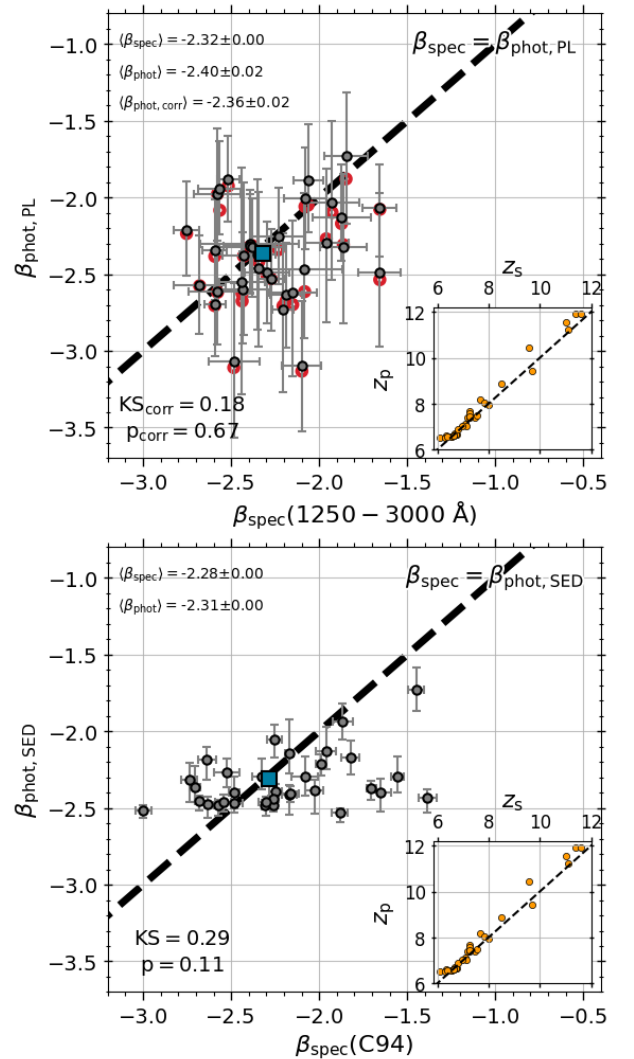 ⟨β_spec⟩ = -2.32±0.00
β_spec = β_phot, PL
⟨β_phot⟩ = -2.40±0.02
⟨β_phot, corr⟩ = -2.36±0.02
−1.0
−1.5
−2.0
−2.5
−3.0
−3.5
β_phot, PL
KS_corr = 0.18
p_corr = 0.67
z_s
6 8 10 12
12
10
8
6
z_p
−3.0 −2.5 −2.0 −1.5 −1.0 −0.5
β_spec(1250 − 3000 Å)
⟨β_spec⟩ = -2.28±0.00
β_spec = β_phot, SED
⟨β_phot⟩ = -2.31±0.00
−1.0
−1.5
−2.0
−2.5
−3.0
−3.5
β_phot, SED
KS = 0.29
p = 0.11
z_s
6 8 10 12
12
10
8
6
z_p
−3.0 −2.5 −2.0 −1.5 −1.0 −0.5
β_spec(C94)